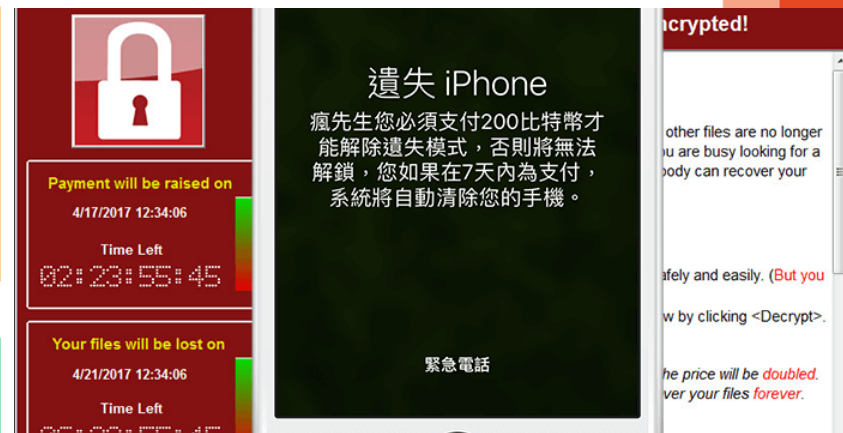 Payment will be raised on
4/17/2017 12:34:06
Time Left
02:23:55:45
Your files will be lost on
4/21/2017 12:34:06
Time Left
遺失 iPhone
瘋先生您必須支付200比特幣才
能解除遺失模式，否則將無法
解鎖，您如果在7天內為支付，
系統將自動清除您的手機。
緊急電話
ncrypted!
other files are no longer
ou are busy looking for a
body can recover your
afely and easily. (But you
w by clicking <Decrypt>.
he price will be doubled.
ver your files forever.